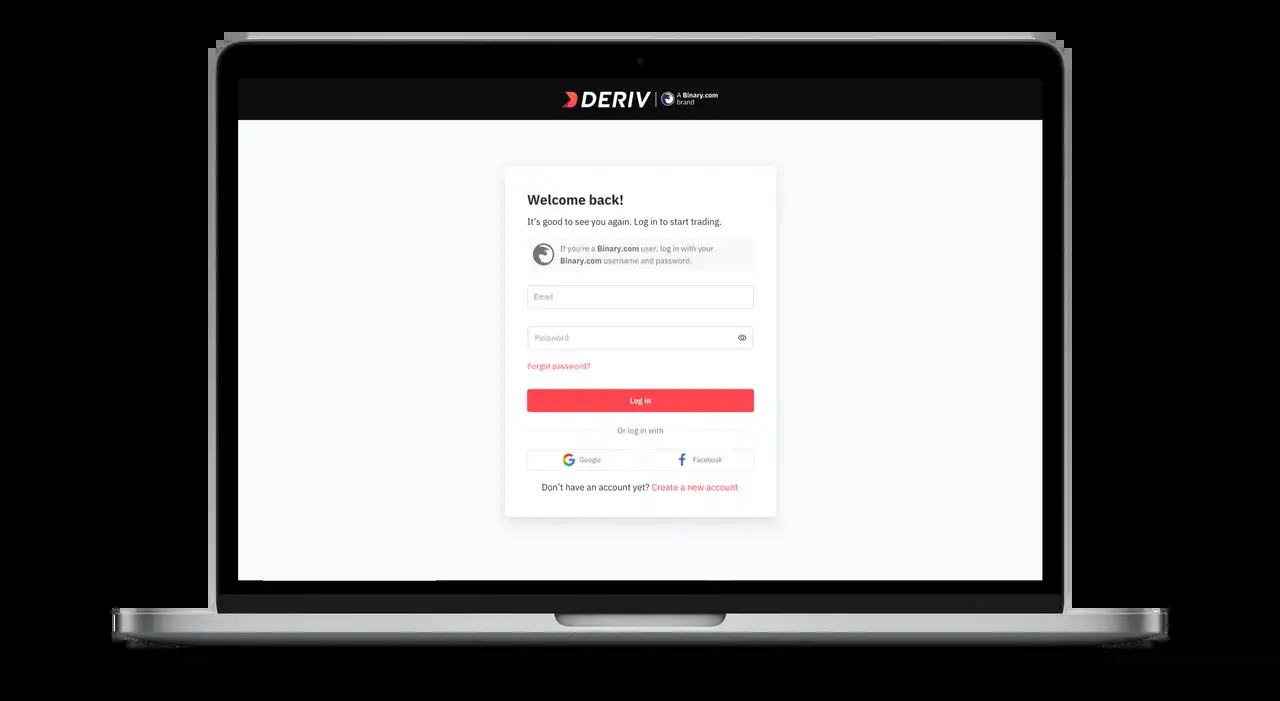 DERIV
A Binary.com
brand
Welcome back!
It's good to see you again. Log in to start trading.
If you're a Binary.com user, log in with your
Binary.com username and password.
Email
Password
Forgot password?
Log in
Or log in with
Google Facebook
Don't have an account yet? Create a new account